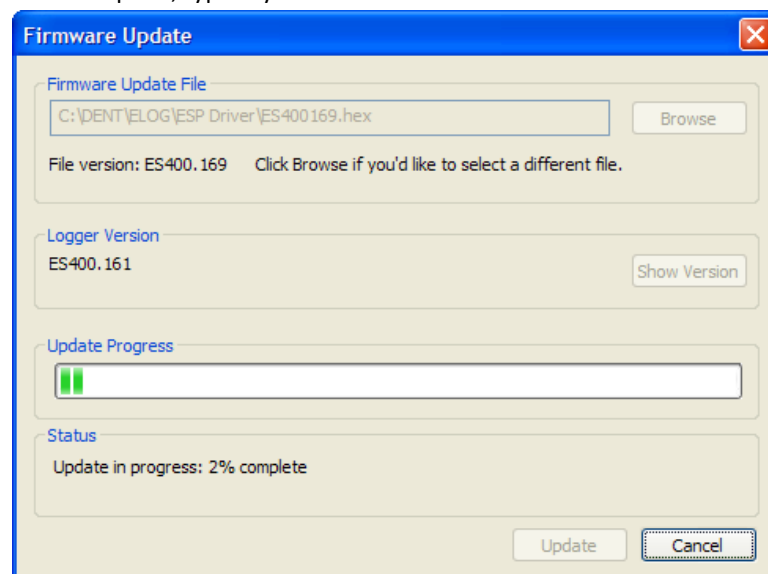 Firmware Update
Firmware Update File
C:\DENT\ELOG\ESP Driver\ES400169.hex
Browse
File version: ES400.169 Click Browse if you'd like to select a different file.
Logger Version
ES400.161
Show Version
Update Progress
Status
Update in progress: 2% complete
Update
Cancel